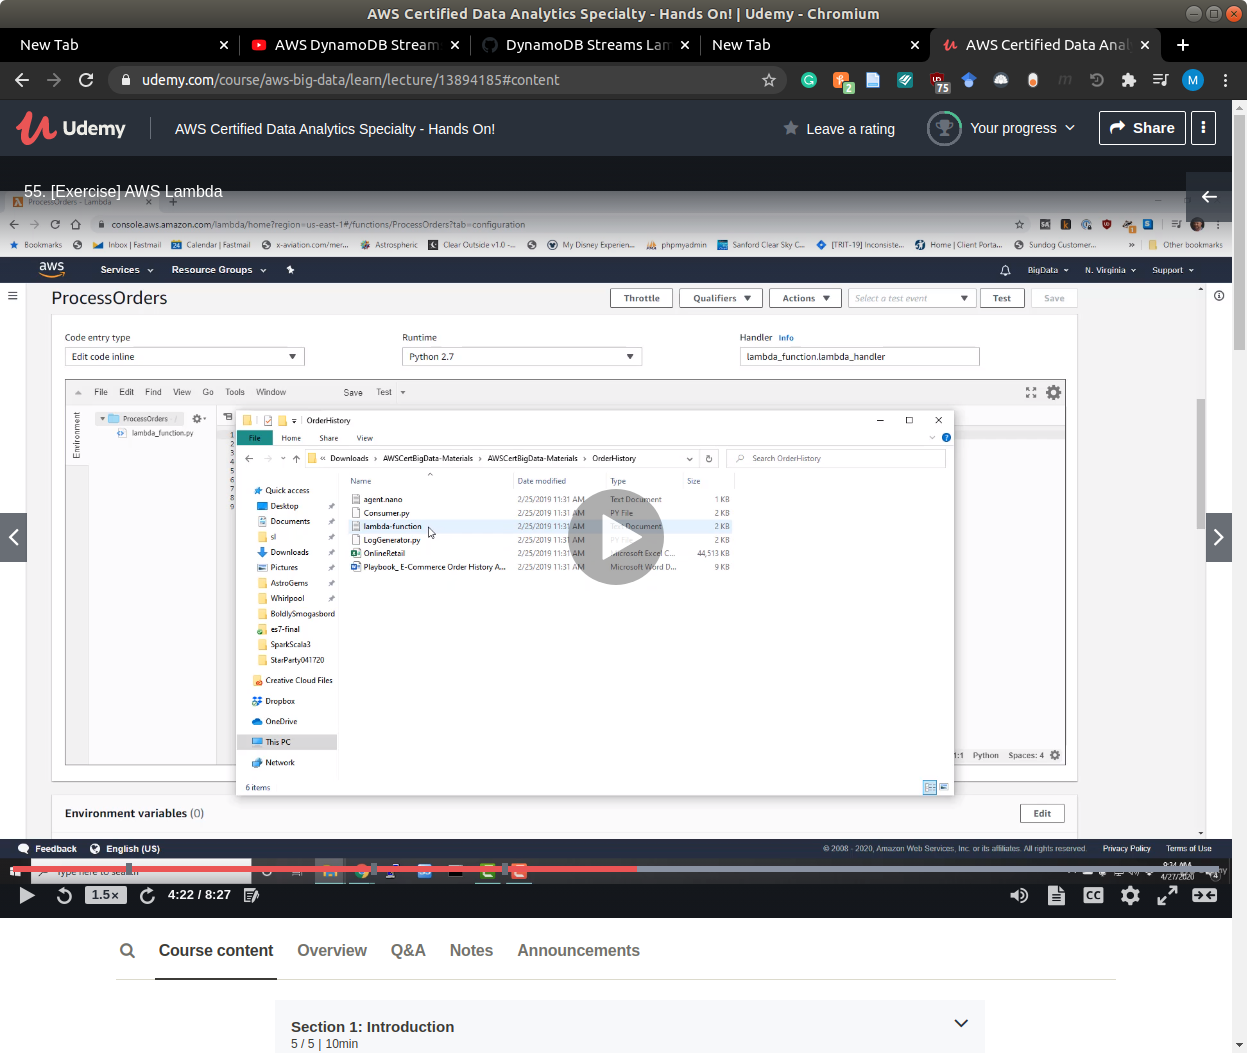 AWS Certified Data Analytics Specialty - Hands On! | Udemy - Chromium
New Tab
AWS DynamoDB Stream
DynamoDB Streams Lam
New Tab
AWS Certified Data Anal
udemy.com/course/aws-big-data/learn/lecture/13894185#content
2
75
M
Udemy
AWS Certified Data Analytics Specialty - Hands On!
Leave a rating
Your progress
Share
55. [Exercise] AWS Lambda
ProcessOrders - Lambda
console.aws.amazon.com/lambda/home?region=us-east-1#/functions/ProcessOrders?tab=configuration
Bookmarks
Inbox | Fastmail
Calendar | Fastmail
x-aviation.com/mer...
Astrospheric
Clear Outside v1.0 -...
My Disney Experien...
phpmyadmin
Sanford Clear Sky C...
[TRIT-19] Inconsiste...
Home | Client Porta...
Sundog Customer...
Other bookmarks
aws
Services
Resource Groups
BigData
N. Virginia
Support
ProcessOrders
Throttle
Qualifiers
Actions
Select a test event
Test
Save
Code entry type
Edit code inline
Runtime
Python 2.7
Handler Info
lambda_function.lambda_handler
File Edit Find View Go Tools Window
Save Test
Environment
ProcessOrders /
lambda_function.py
1
2
3
4
5
6
7
8
9
OrderHistory
File Home Share View
« Downloads › AWSCertBigData-Materials › AWSCertBigData-Materials › OrderHistory
Search OrderHistory
Name Date modified Type Size
Quick access
Desktop
Documents
sl
Downloads
Pictures
AstroGems
Whirlpool
BoldlySmogasbord
es7-final
SparkScala3
StarParty041720
Creative Cloud Files
Dropbox
OneDrive
This PC
Network
agent.nano 2/25/2019 11:31 AM Text Document 1 KB
Consumer.py 2/25/2019 11:31 AM PY File 2 KB
lambda-function 2/25/2019 11:31 AM Text Document 2 KB
LogGenerator.py 2/25/2019 11:31 AM PY File 2 KB
OnlineRetail 2/25/2019 11:31 AM Microsoft Excel C... 44,513 KB
Playbook_ E-Commerce Order History A... 2/25/2019 11:31 AM Microsoft Word D... 9 KB
6 items
1:1 Python Spaces: 4
Environment variables (0)
Edit
Feedback
English (US)
© 2008 - 2020, Amazon Web Services, Inc. or its affiliates. All rights reserved.
Privacy Policy
Terms of Use
Type here to search
4/27/2020
1.5×
4:22 / 8:27
CC
Course content
Overview
Q&A
Notes
Announcements
Section 1: Introduction
5 / 5 | 10min